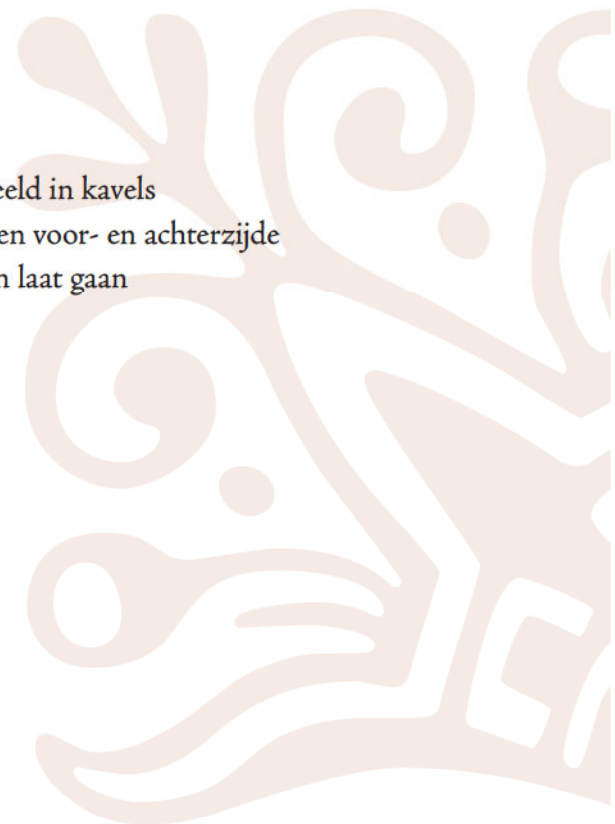 eeld in kavels
en voor- en achterzijde
n laat gaan